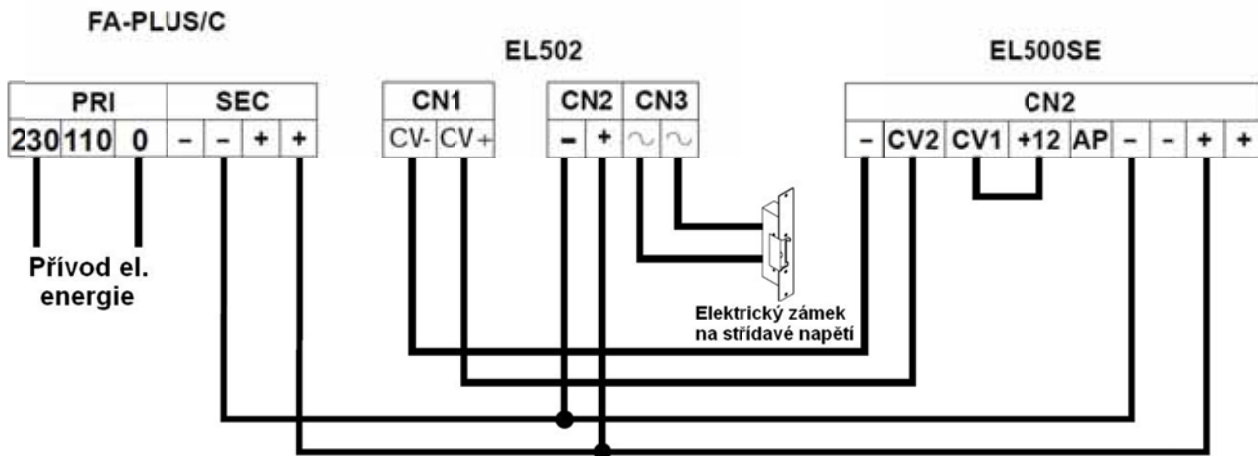 FA-PLUS/C
EL502
EL500SE
PRI SEC
CN1
CN2 CN3
CN2
230 110 0 - - + +
CV- CV+
- + ~ ~
- CV2 CV1 +12 AP - - + +
Přívod el.
energie
Elektrický zámek
na střídavé napětí